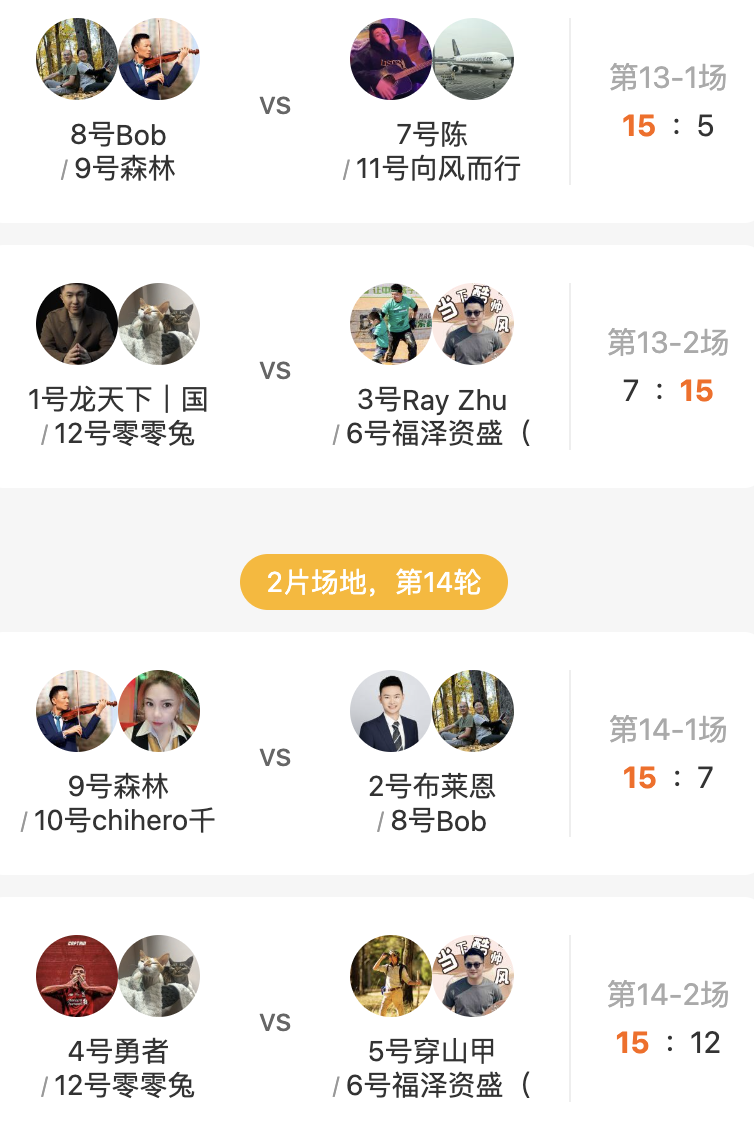 8号Bob
/ 9号森林
VS
7号陈
/ 11号向风而行
第13-1场
15 : 5
1号龙天下｜国
/ 12号零零兔
VS
3号Ray Zhu
/ 6号福泽资盛（
第13-2场
7 : 15
2片场地，第14轮
9号森林
/ 10号chihero千
VS
2号布莱恩
/ 8号Bob
第14-1场
15 : 7
4号勇者
/ 12号零零兔
VS
5号穿山甲
/ 6号福泽资盛（
第14-2场
15 : 12